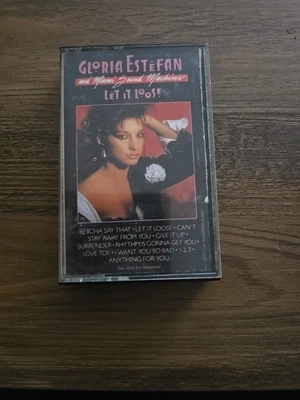 GLORIA ESTEFAN
and Miami Sound Machine
LET IT LOOSE
BETCHA SAY THAT • LET IT LOOSE • CAN'T
STAY AWAY FROM YOU • GIVE IT UP •
SURRENDER • RHYTHM IS GONNA GET YOU •
LOVE TOY • I WANT YOU SO BAD • 1-2-3 •
ANYTHING FOR YOU